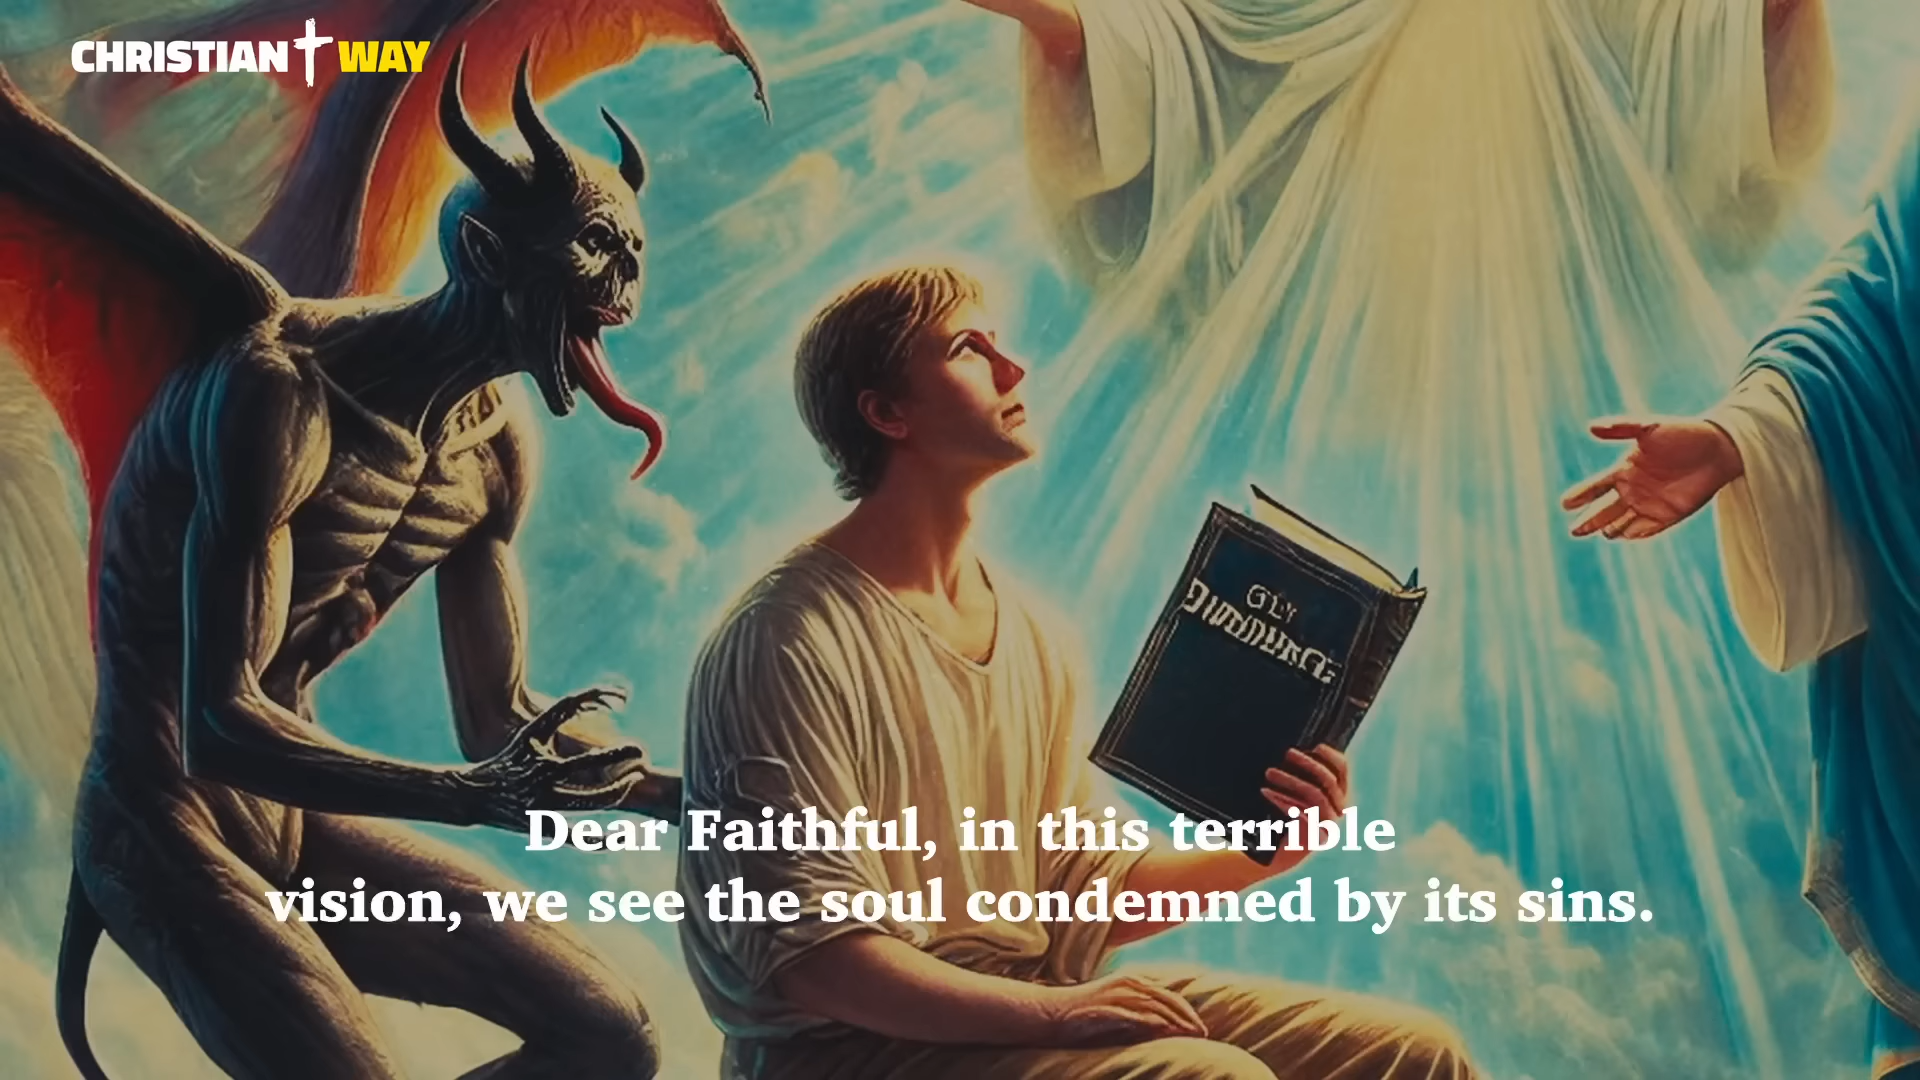 CHRISTIAN WAY
Dear Faithful, in this terrible
vision, we see the soul condemned by its sins.